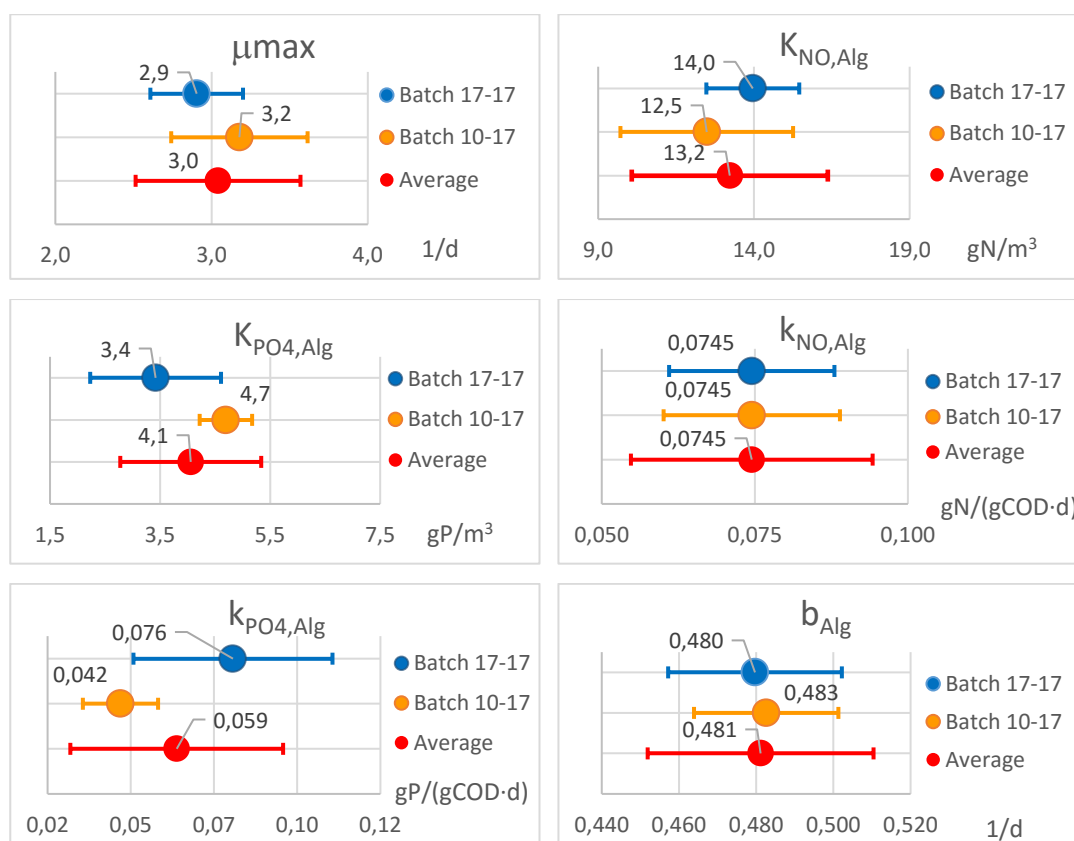 μmax
2,9
3,2
3,0
Batch 17-17
Batch 10-17
Average
2,0 3,0 4,0 1/d
K_NO,Alg
14,0
12,5
13,2
Batch 17-17
Batch 10-17
Average
9,0 14,0 19,0 gN/m³
K_PO4,Alg
3,4
4,7
4,1
Batch 17-17
Batch 10-17
Average
1,5 3,5 5,5 7,5 gP/m³
k_NO,Alg
0,0745
0,0745
0,0745
Batch 17-17
Batch 10-17
Average
gN/(gCOD·d)
0,050 0,075 0,100
k_PO4,Alg
0,076
0,042
0,059
Batch 17-17
Batch 10-17
Average
gP/(gCOD·d)
0,02 0,05 0,07 0,10 0,12
b_Alg
0,480
0,483
0,481
Batch 17-17
Batch 10-17
Average
0,440 0,460 0,480 0,500 0,520 1/d